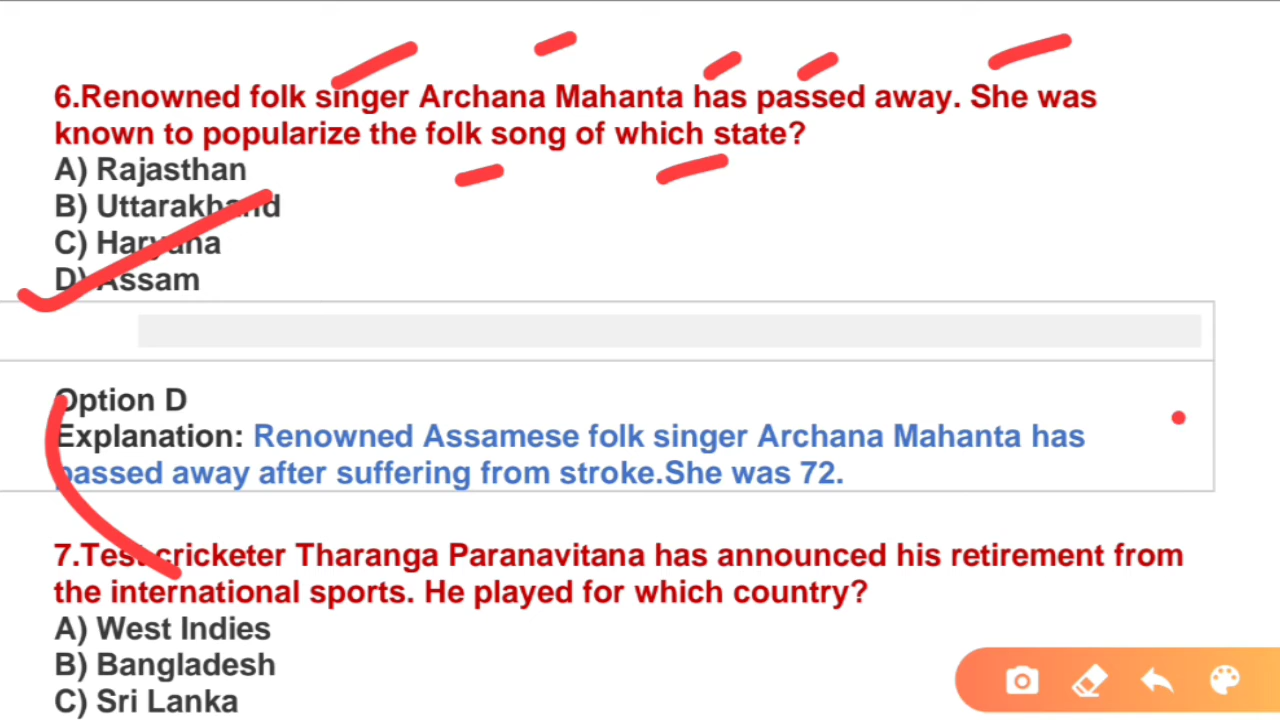 6.Renowned folk singer Archana Mahanta has passed away. She was
known to popularize the folk song of which state?
A) Rajasthan
B) Uttarakhand
C) Haryana
D) Assam
Option D
Explanation: Renowned Assamese folk singer Archana Mahanta has
passed away after suffering from stroke.She was 72.
7.Test cricketer Tharanga Paranavitana has announced his retirement from
the international sports. He played for which country?
A) West Indies
B) Bangladesh
C) Sri Lanka